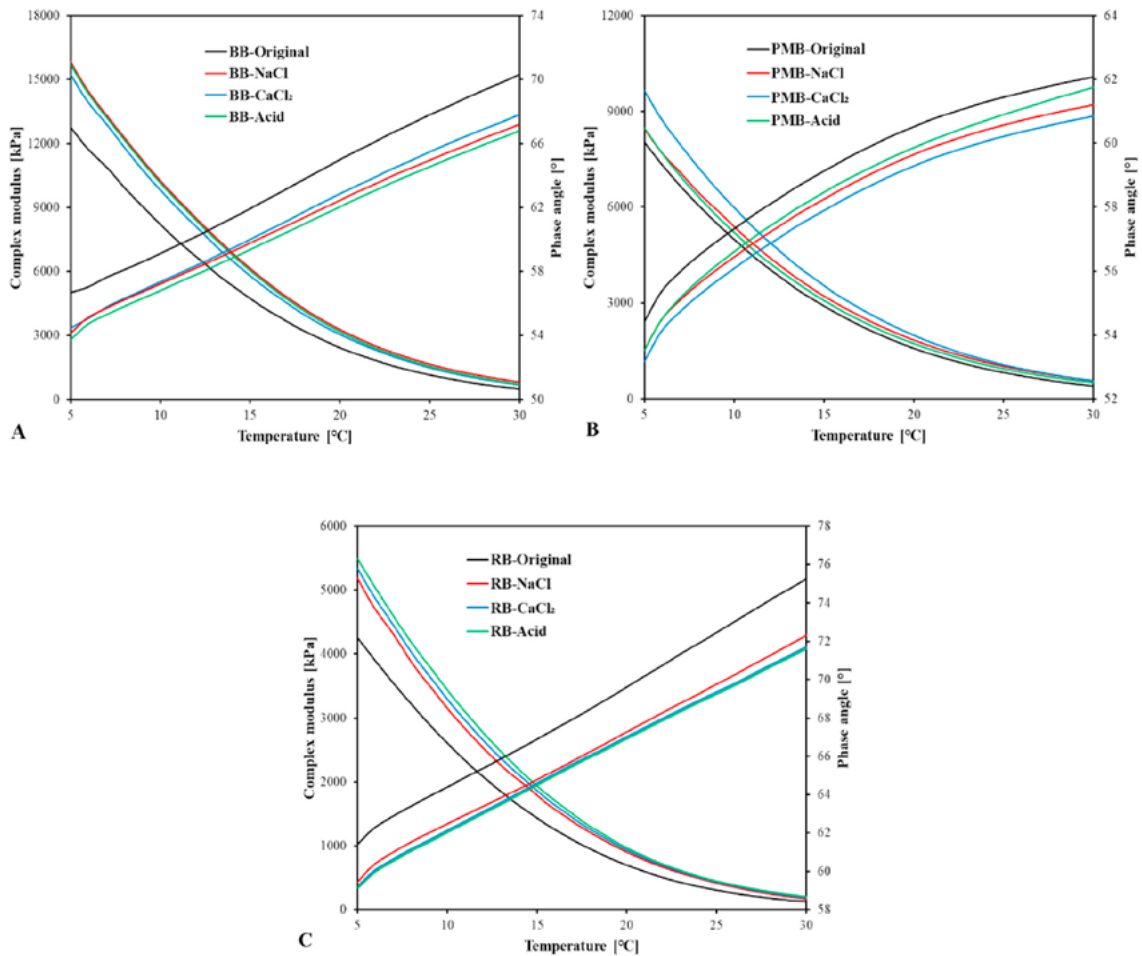 18000
15000
12000
9000
6000
3000
0
Complex modulus [kPa]
BB-Original
BB-NaCl
BB-CaCl₂
BB-Acid
74
70
66
62
58
54
50
Phase angle [°]
5 10 15 20 25 30
Temperature [°C]
A
12000
9000
6000
3000
0
Complex modulus [kPa]
PMB-Original
PMB-NaCl
PMB-CaCl₂
PMB-Acid
64
62
60
58
56
54
52
Phase angle [°]
5 10 15 20 25 30
Temperature [°C]
B
6000
5000
4000
3000
2000
1000
0
Complex modulus [kPa]
RB-Original
RB-NaCl
RB-CaCl₂
RB-Acid
78
76
74
72
70
68
66
64
62
60
58
Phase angle [°]
5 10 15 20 25 30
Temperature [°C]
C